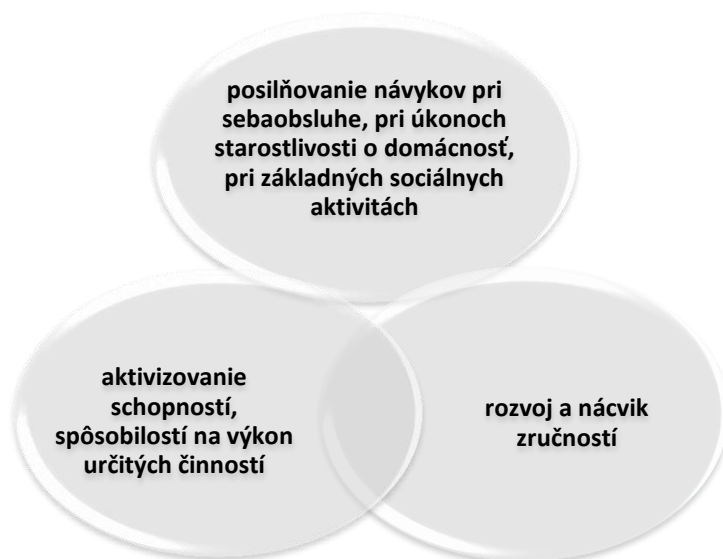 posilňovanie návykov pri
sebaobsluhe, pri úkonoch
starostlivosti o domácnosť,
pri základných sociálnych
aktivitách
aktivizovanie
schopností,
spôsobilostí na výkon
určitých činností
rozvoj a nácvik
zručností